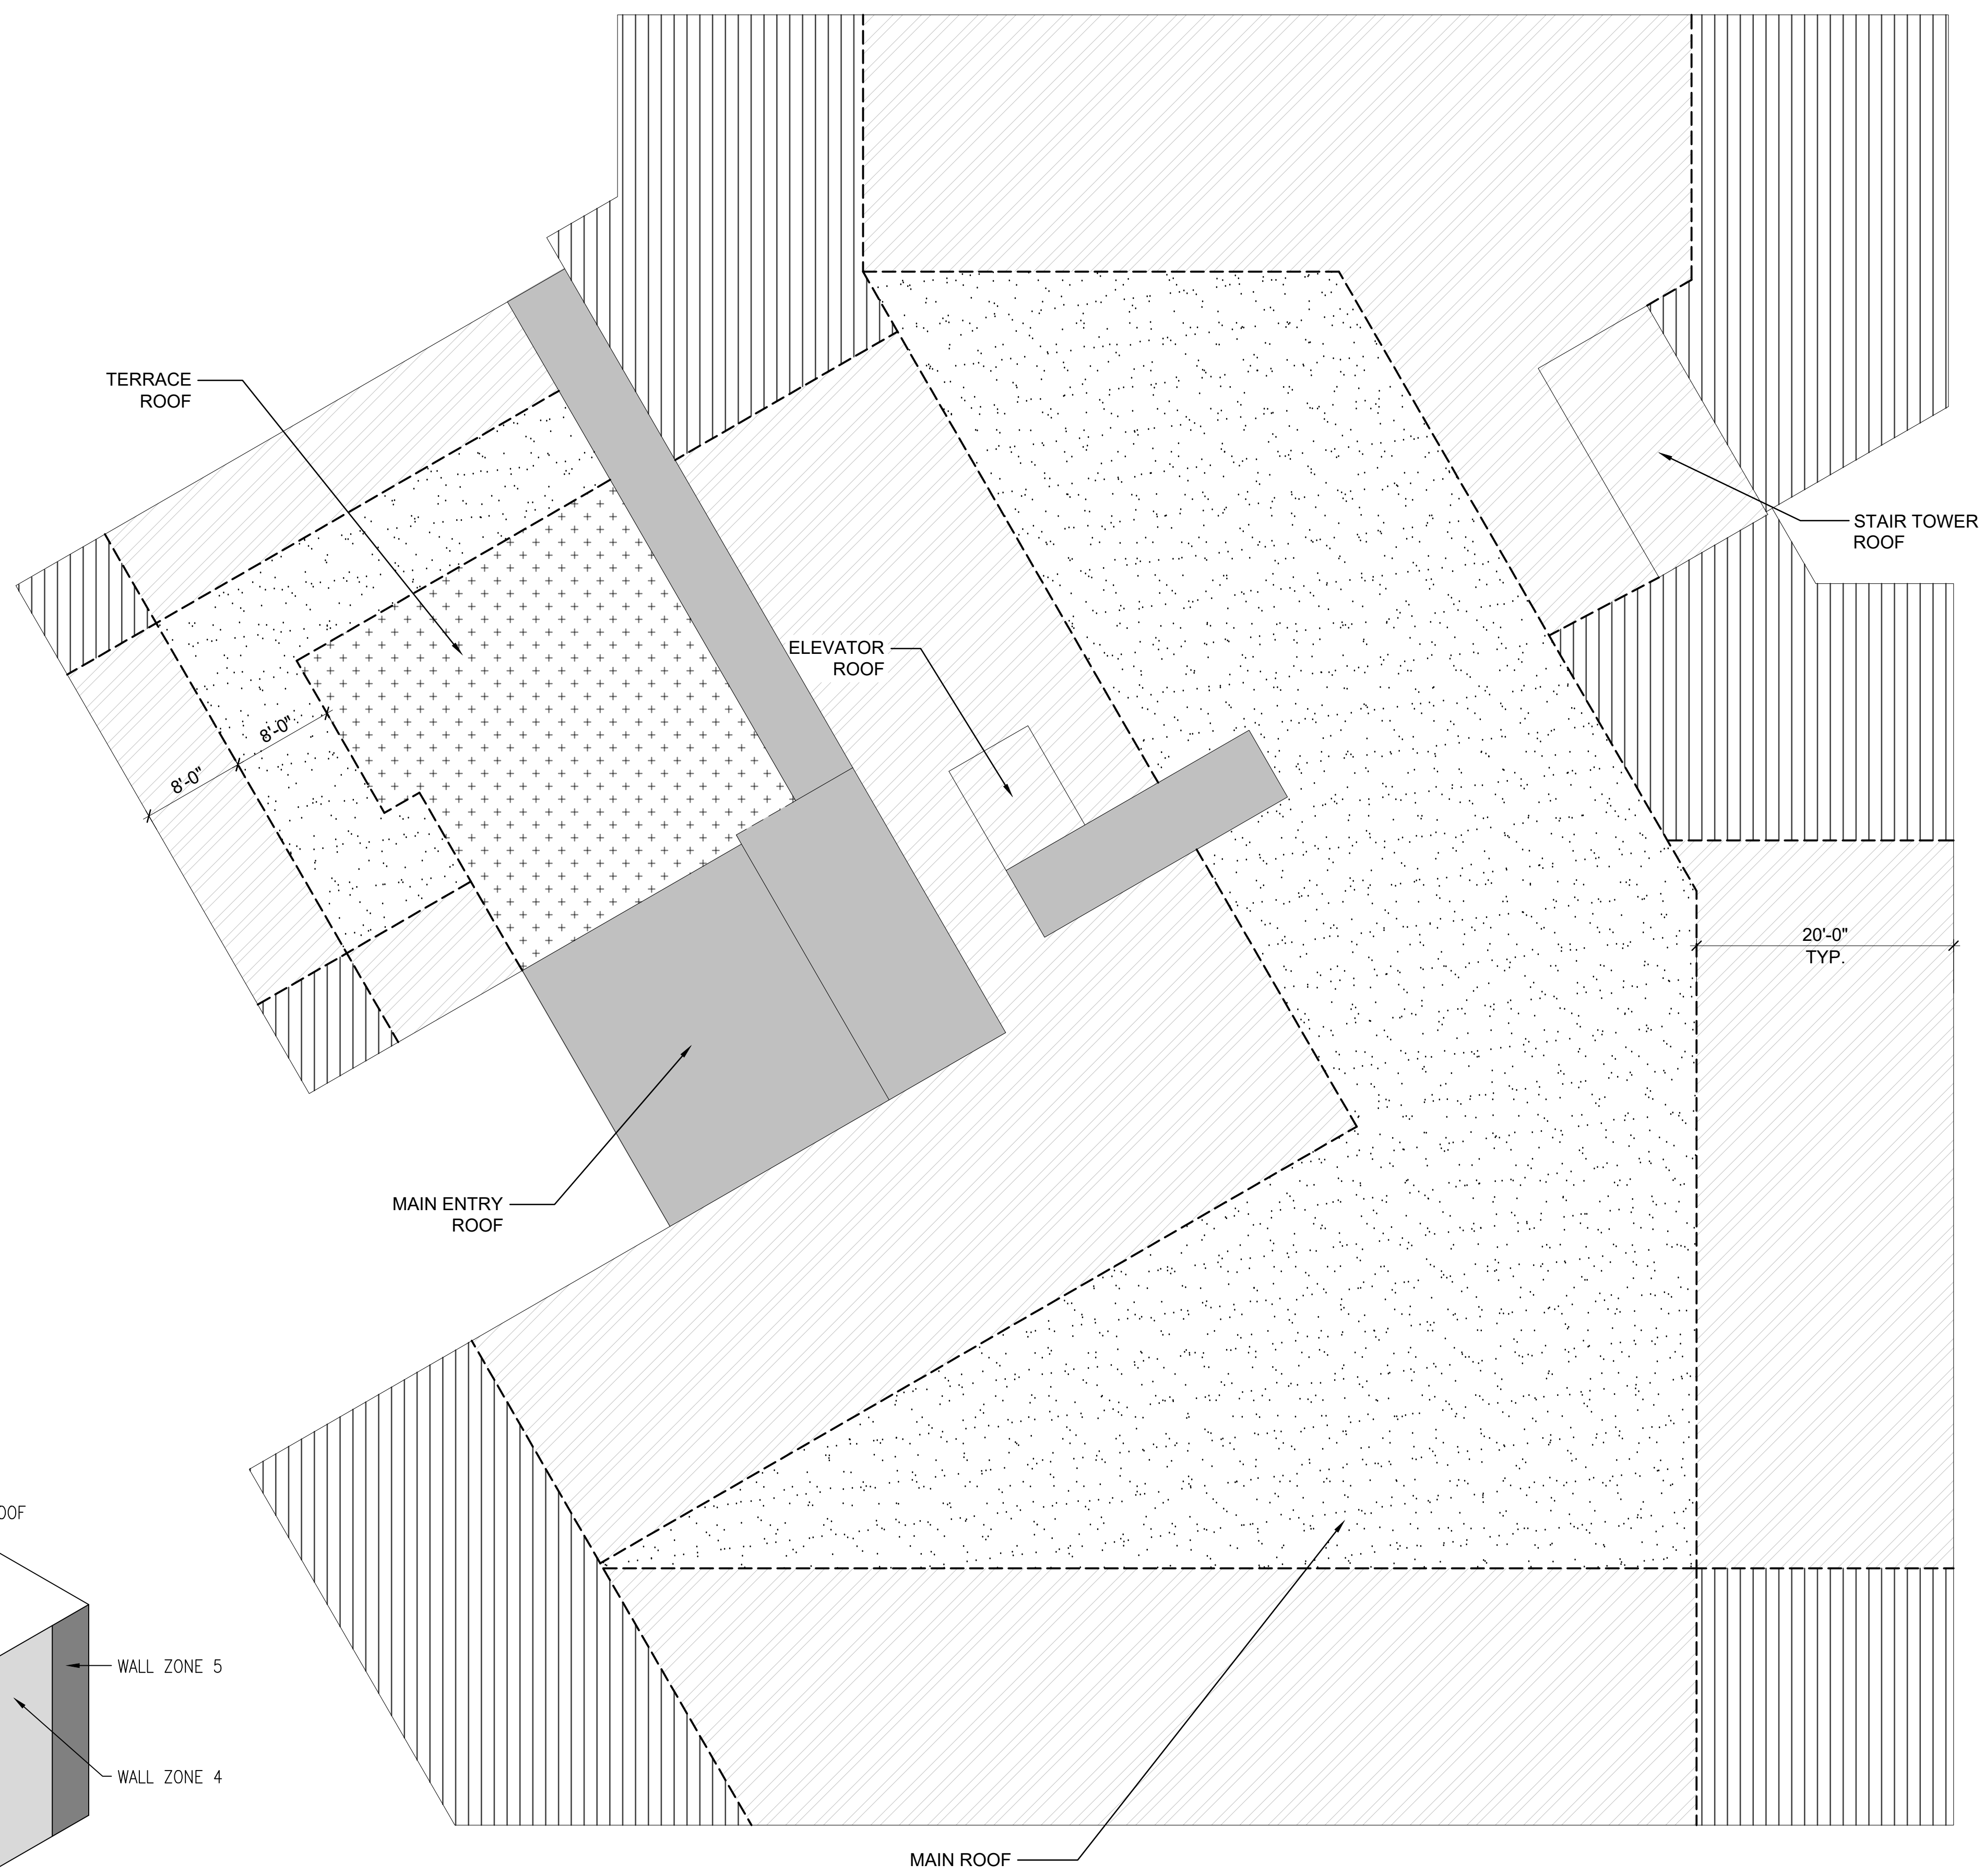 TERRACE
ROOF
STAIR TOWER
ROOF
ELEVATOR
ROOF
8'-0"
8'-0"
20'-0"
TYP.
MAIN ENTRY
ROOF
OOF
WALL ZONE 5
WALL ZONE 4
MAIN ROOF